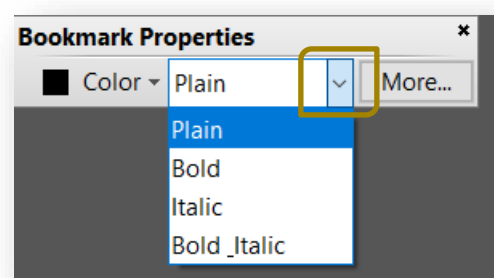 Bookmark Properties
Color Plain More...
Plain
Bold
Italic
Bold _Italic